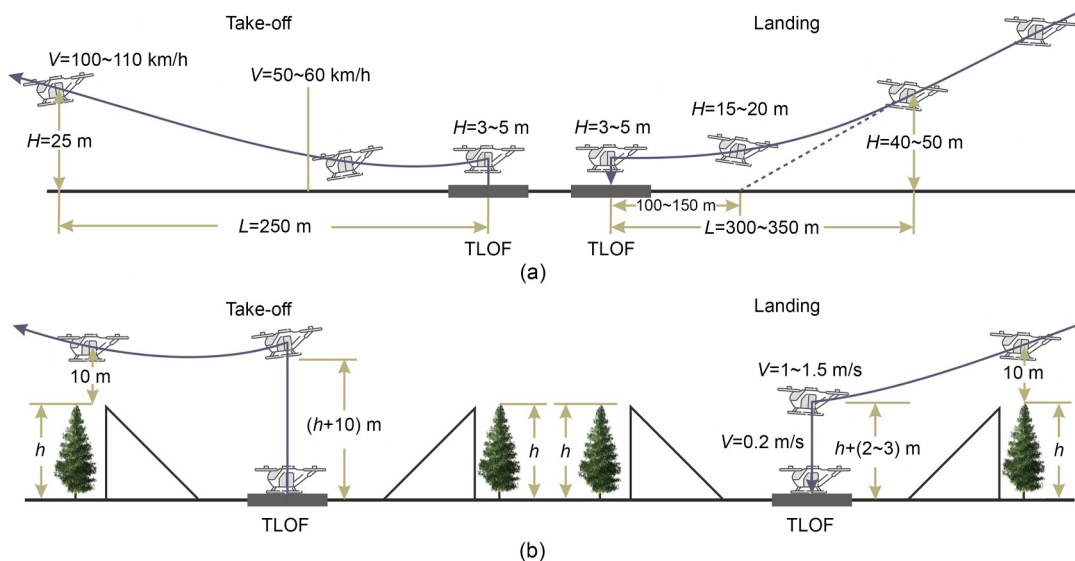 Take-off
Landing
V=100~110 km/h
V=50~60 km/h
H=25 m
H=3~5 m
H=3~5 m
H=15~20 m
H=40~50 m
100~150 m
L=250 m
L=300~350 m
TLOF
TLOF
(a)
Take-off
Landing
10 m
10 m
V=1~1.5 m/s
(h+10) m
V=0.2 m/s
h+(2~3) m
h
h
h
h
TLOF
TLOF
(b)